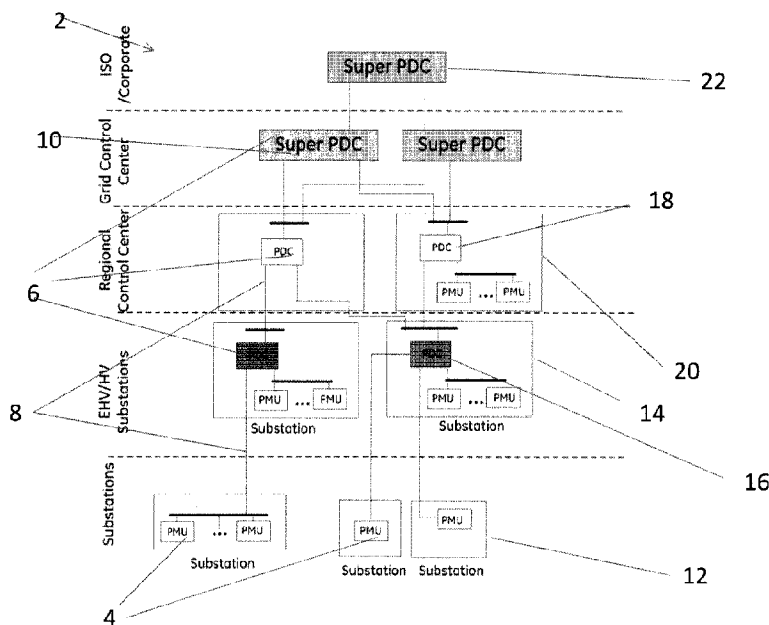 2
ISO
/Corporate
Super PDC
22
Grid Control
Center
10
Super PDC
Super PDC
Regional
Control Center
18
PDC
PDC
6
PMU ... PMU
20
EHV/HV
Substations
PDC
8
PMU ... PMU
PMU ... PMU
14
Substation
Substation
16
Substations
PMU ... PMU
PMU
PMU
Substation
Substation
Substation
12
4